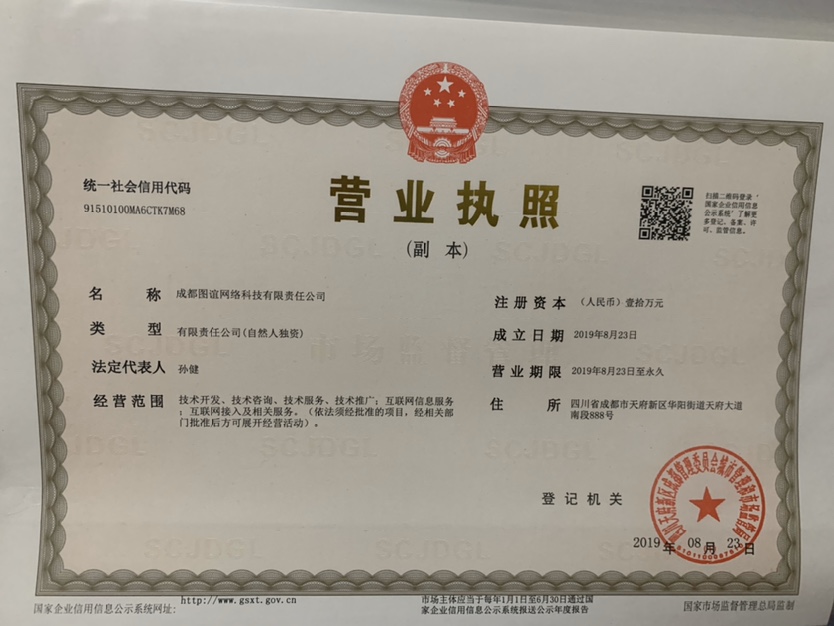 统一社会信用代码
91510100MA6CTK7M68
营业执照
(副 本)
扫描二维码登录‘
国家企业信用信息
公示系统’了解更
多登记、备案、许
可、监管信息。
名 称 成都图谊网络科技有限责任公司
类 型 有限责任公司(自然人独资)
法定代表人 孙健
经营范围 技术开发、技术咨询、技术服务、技术推广；互联网信息服务
；互联网接入及相关服务。（依法须经批准的项目，经相关部
门批准后方可展开经营活动）。
注册资本 （人民币）壹拾万元
成立日期 2019年8月23日
营业期限 2019年8月23日至永久
住 所 四川省成都市天府新区华阳街道天府大道
南段888号
登记机关
2019 年 08 月 23 日
国家企业信用信息公示系统网址: http://www.gsxt.gov.cn
市场主体应当于每年1月1日至6月30日通过国
家企业信用信息公示系统报送公示年度报告
国家市场监督管理总局监制
SCJDGL
市场监督管理